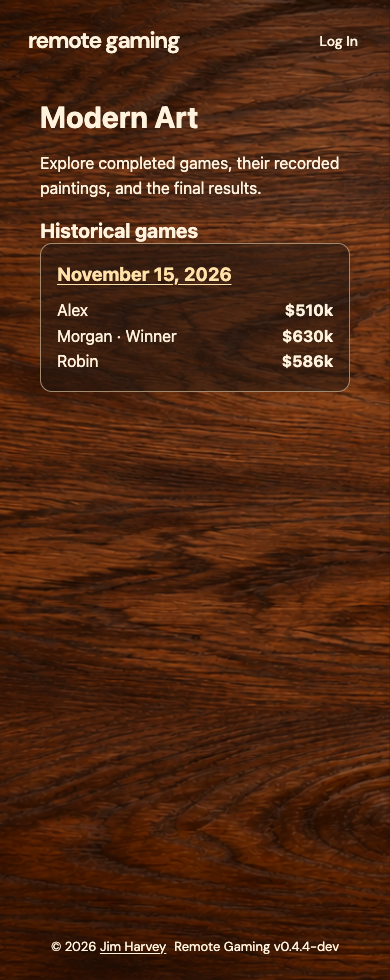 remote gaming
Log In
Modern Art
Explore completed games, their recorded
paintings, and the final results.
Historical games
November 15, 2026
Alex $510k
Morgan · Winner $630k
Robin $586k
© 2026 Jim Harvey Remote Gaming v0.4.4-dev